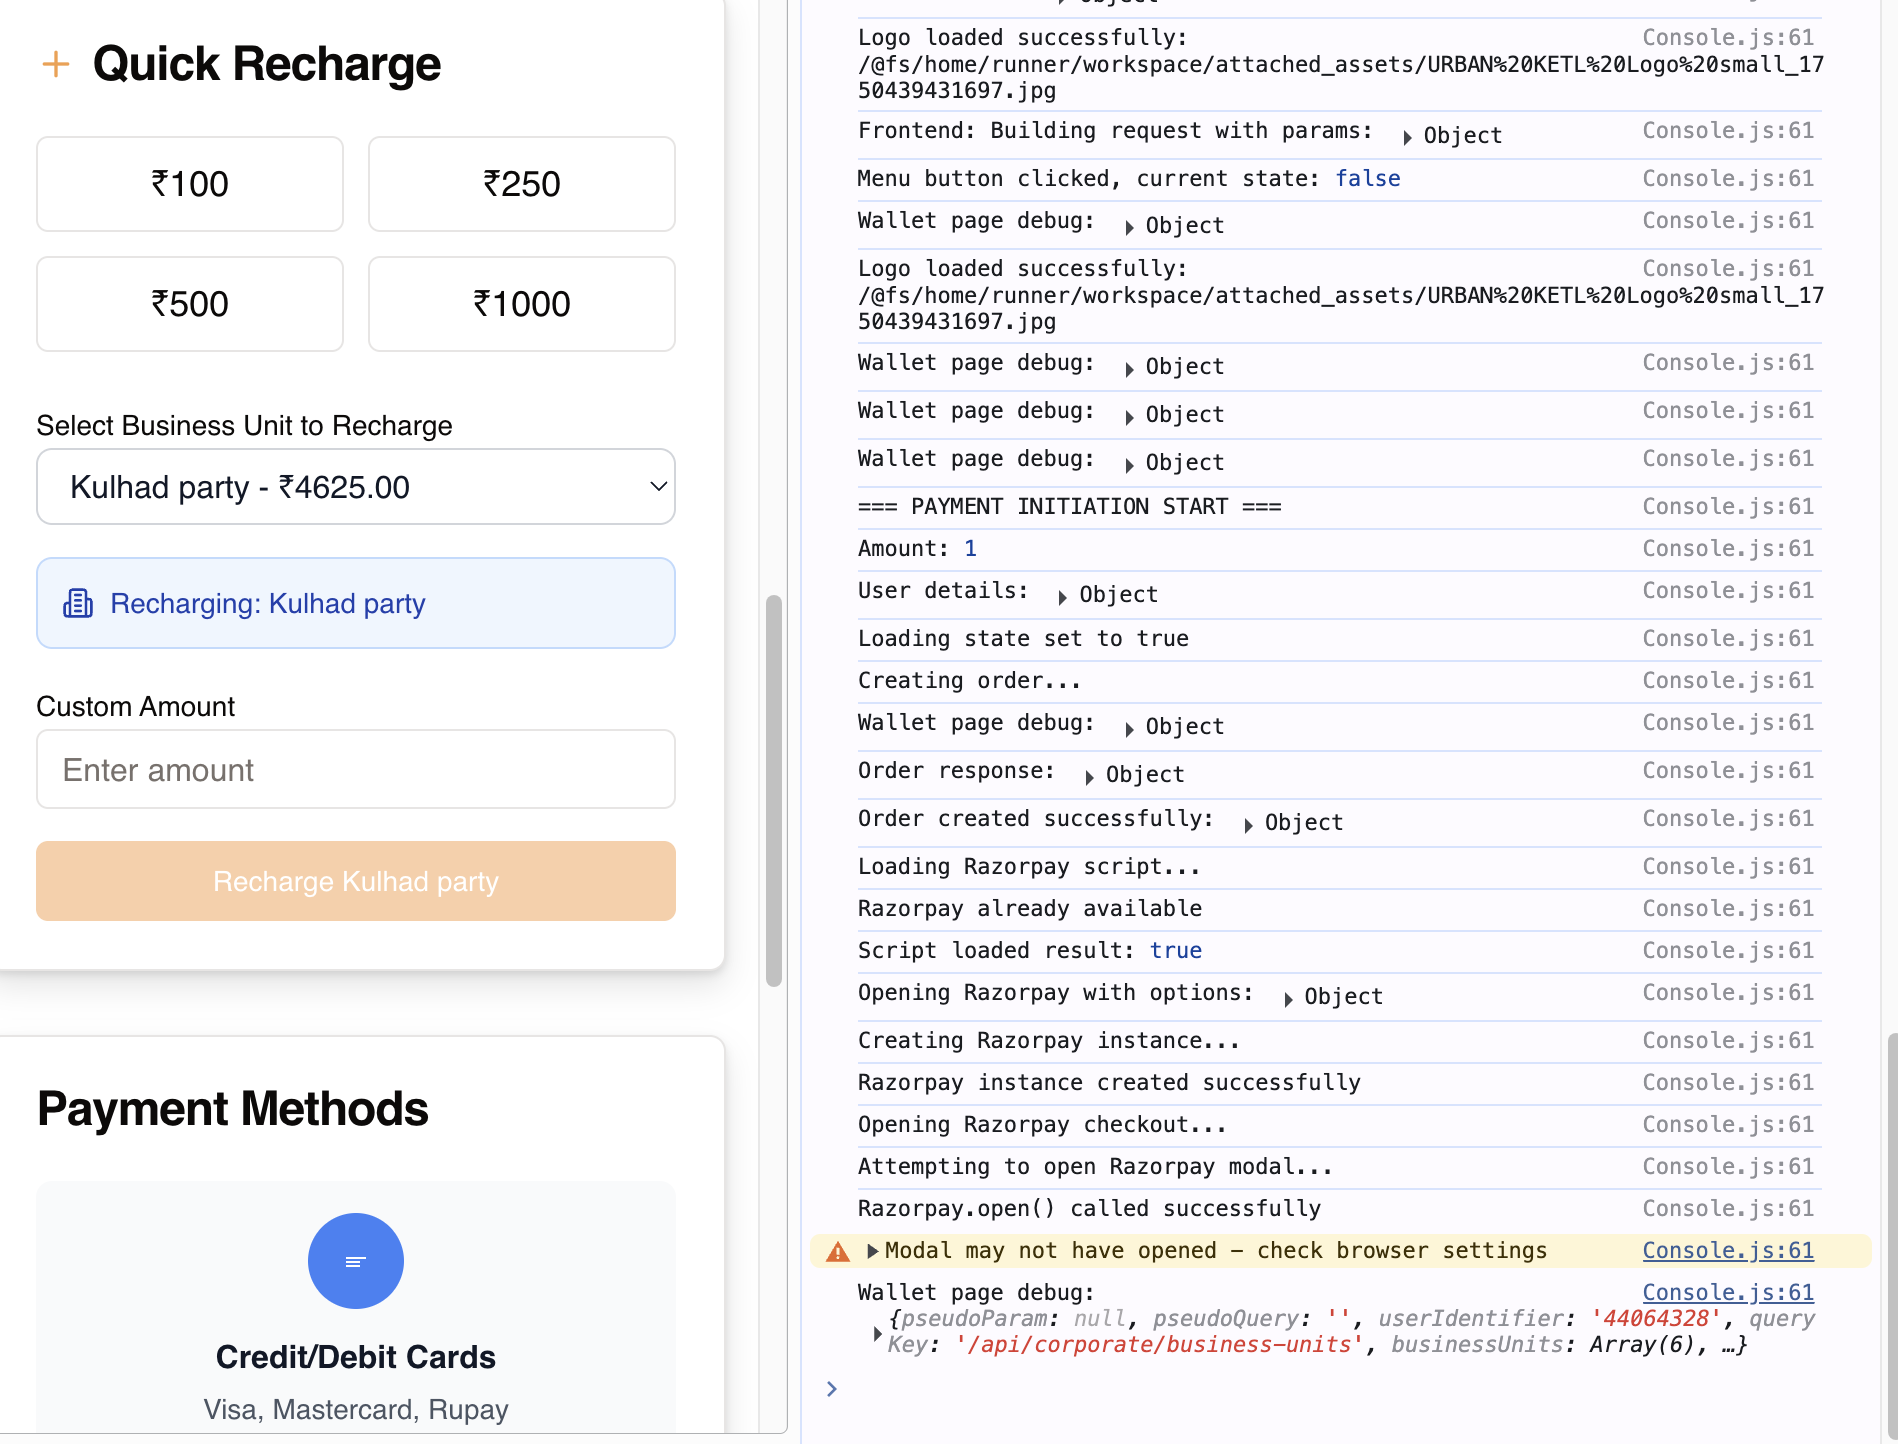 Quick Recharge
₹100
₹250
₹500
₹1000
Select Business Unit to Recharge
Kulhad party - ₹4625.00
Recharging: Kulhad party
Custom Amount
Enter amount
Recharge Kulhad party
Payment Methods
Credit/Debit Cards
Visa, Mastercard, Rupay
Object
Logo loaded successfully: Console.js:61
/@fs/home/runner/workspace/attached_assets/URBAN%20KETL%20Logo%20small_17
50439431697.jpg
Frontend: Building request with params: Object Console.js:61
Menu button clicked, current state: false Console.js:61
Wallet page debug: Object Console.js:61
Logo loaded successfully: Console.js:61
/@fs/home/runner/workspace/attached_assets/URBAN%20KETL%20Logo%20small_17
50439431697.jpg
Wallet page debug: Object Console.js:61
Wallet page debug: Object Console.js:61
Wallet page debug: Object Console.js:61
=== PAYMENT INITIATION START === Console.js:61
Amount: 1 Console.js:61
User details: Object Console.js:61
Loading state set to true Console.js:61
Creating order... Console.js:61
Wallet page debug: Object Console.js:61
Order response: Object Console.js:61
Order created successfully: Object Console.js:61
Loading Razorpay script... Console.js:61
Razorpay already available Console.js:61
Script loaded result: true Console.js:61
Opening Razorpay with options: Object Console.js:61
Creating Razorpay instance... Console.js:61
Razorpay instance created successfully Console.js:61
Opening Razorpay checkout... Console.js:61
Attempting to open Razorpay modal... Console.js:61
Razorpay.open() called successfully Console.js:61
Modal may not have opened – check browser settings Console.js:61
Wallet page debug: Console.js:61
{pseudoParam: null, pseudoQuery: '', userIdentifier: '44064328', query
Key: '/api/corporate/business-units', businessUnits: Array(6), …}